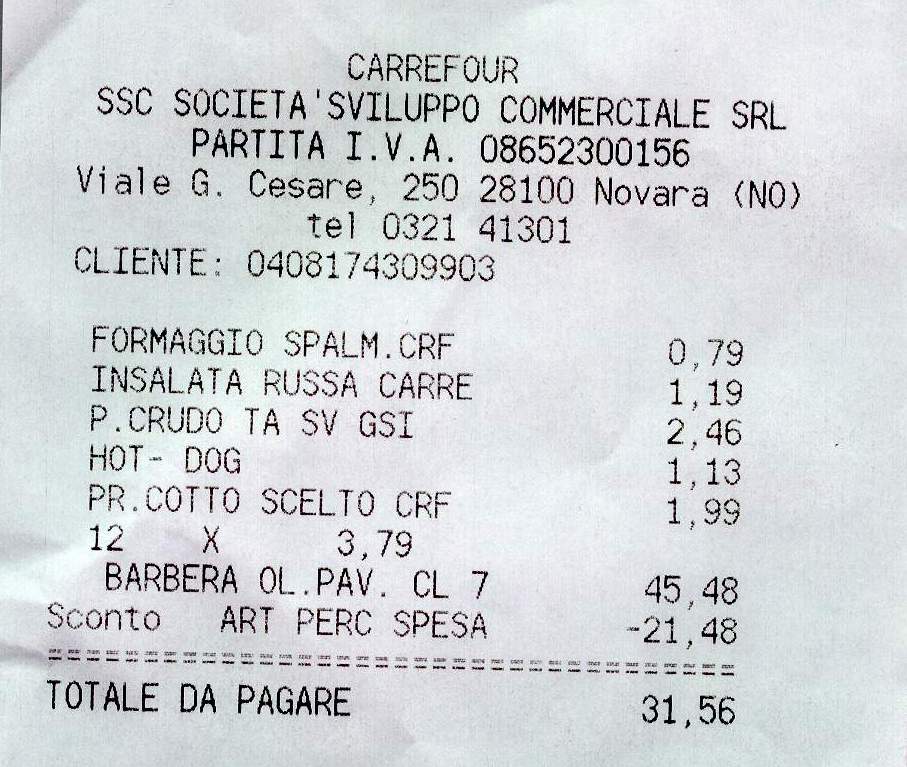 CARREFOUR
SSC SOCIETA'SVILUPPO COMMERCIALE SRL
PARTITA I.V.A. 08652300156
Viale G. Cesare, 250 28100 Novara (NO)
tel 0321 41301
CLIENTE: 0408174309903
FORMAGGIO SPALM.CRF 0,79
INSALATA RUSSA CARRE 1,19
P.CRUDO TA SV GSI 2,46
HOT- DOG 1,13
PR.COTTO SCELTO CRF 1,99
12 X 3,79
BARBERA OL.PAV. CL 7 45,48
Sconto ART PERC SPESA -21,48
TOTALE DA PAGARE 31,56